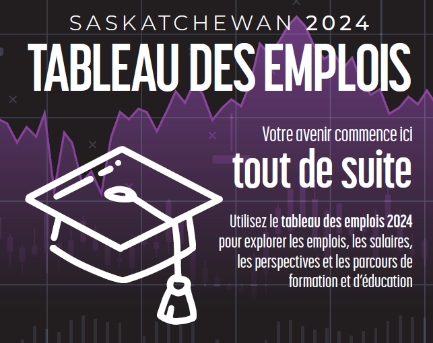 SASKATCHEWAN 2024
TABLEAU DES EMPLOIS
Votre avenir commence ici
tout de suite
Utilisez le tableau des emplois 2024
pour explorer les emplois, les salaires,
les perspectives et les parcours de
formation et d'éducation